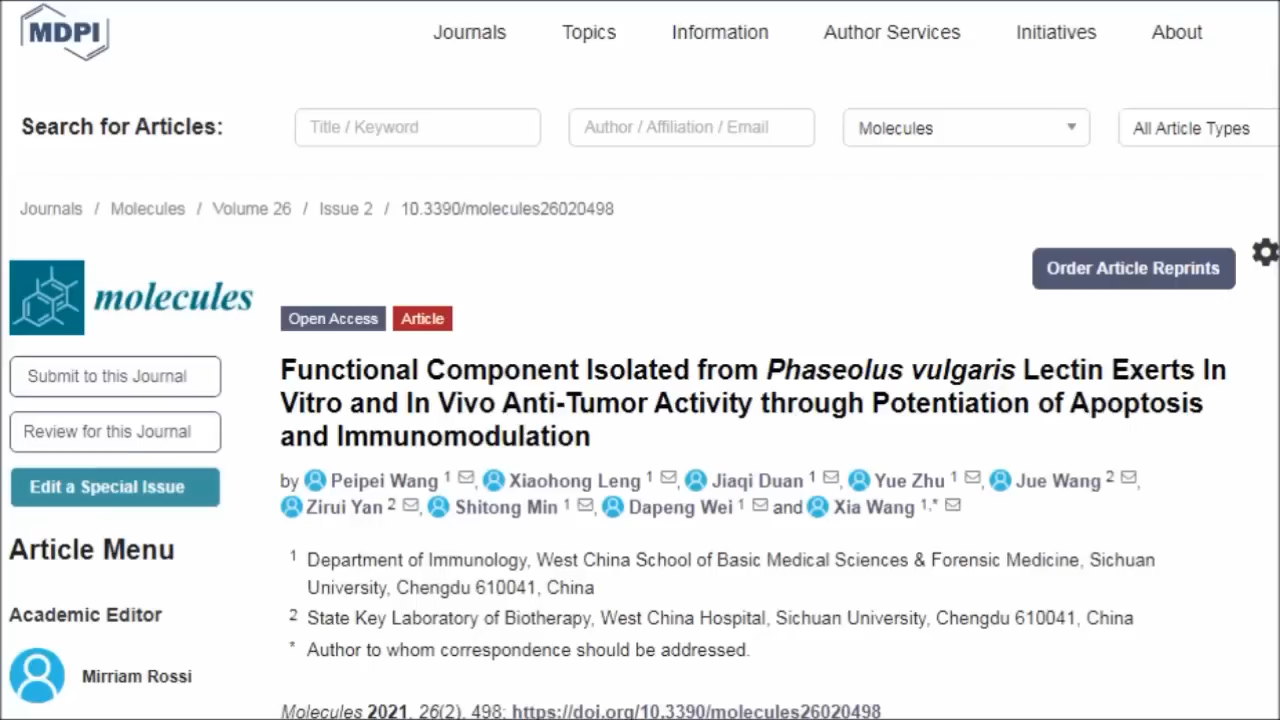 MDPI
Journals Topics Information Author Services Initiatives About
Search for Articles: Title / Keyword Author / Affiliation / Email Molecules All Article Types
Journals / Molecules / Volume 26 / Issue 2 / 10.3390/molecules26020498
Order Article Reprints
molecules
Open Access Article
Submit to this Journal
Review for this Journal
Edit a Special Issue
Article Menu
Academic Editor
Mirriam Rossi
Functional Component Isolated from Phaseolus vulgaris Lectin Exerts In
Vitro and In Vivo Anti-Tumor Activity through Potentiation of Apoptosis
and Immunomodulation
by Peipei Wang 1, Xiaohong Leng 1, Jiaqi Duan 1, Yue Zhu 1, Jue Wang 2,
Zirui Yan 2, Shitong Min 1, Dapeng Wei 1 and Xia Wang 1,*
1 Department of Immunology, West China School of Basic Medical Sciences & Forensic Medicine, Sichuan
University, Chengdu 610041, China
2 State Key Laboratory of Biotherapy, West China Hospital, Sichuan University, Chengdu 610041, China
* Author to whom correspondence should be addressed.
Molecules 2021, 26(2), 498; https://doi.org/10.3390/molecules26020498